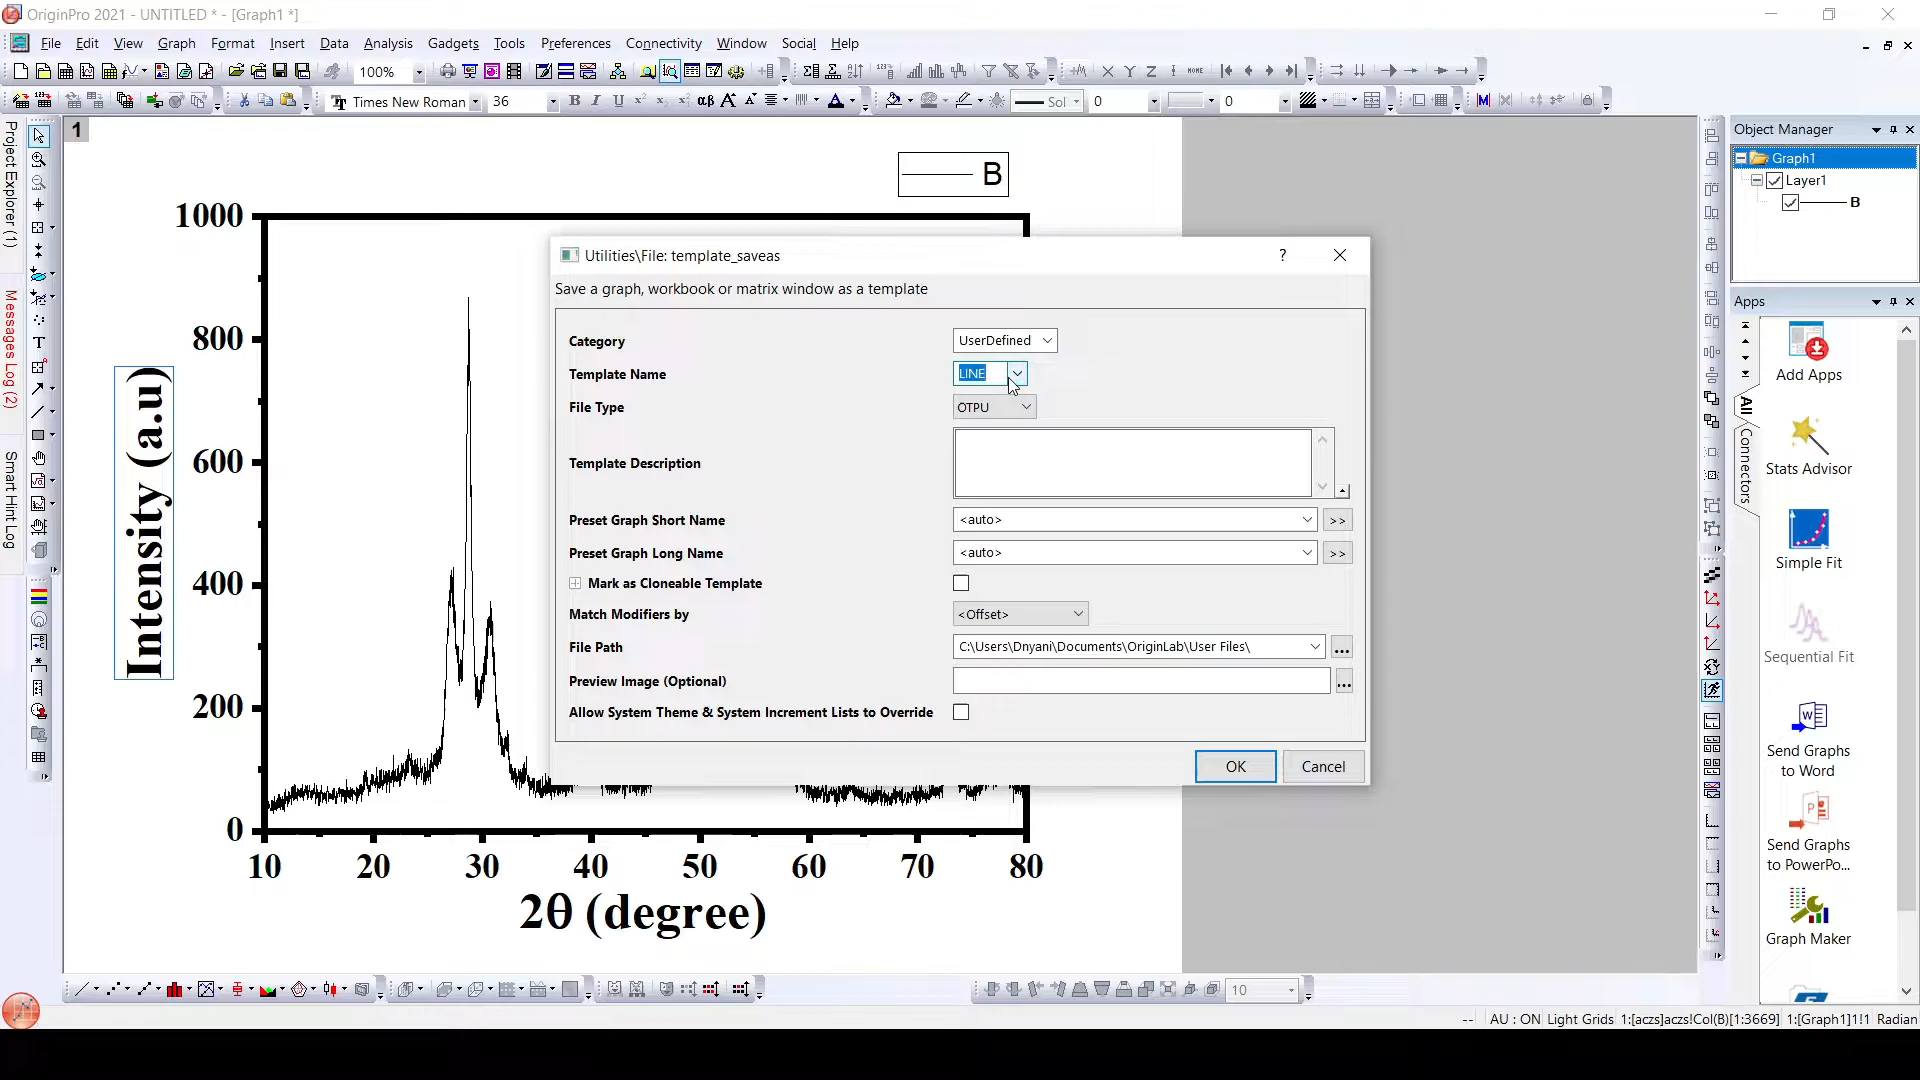 OriginPro 2021 - UNTITLED * - [Graph1 *]
File Edit View Graph Format Insert Data Analysis Gadgets Tools Preferences Connectivity Window Social Help
100%
Times New Roman 36 B I U αβ A A A Sol 0 0 M
Project Explorer (1)
Messages Log (2)
Smart Hint Log
1
B
1000
800
600
400
200
0
10 20 30 40 50 60 70 80
Intensity (a.u)
2θ (degree)
Utilities\File: template_saveas
?
Save a graph, workbook or matrix window as a template
Category UserDefined
Template Name LINE
File Type OTPU
Template Description
Preset Graph Short Name <auto> >>
Preset Graph Long Name <auto> >>
Mark as Cloneable Template
Match Modifiers by <Offset>
File Path C:\Users\Dnyani\Documents\OriginLab\User Files\ ...
Preview Image (Optional) ...
Allow System Theme & System Increment Lists to Override
OK Cancel
Object Manager
Graph1
Layer1
B
Apps
All
Connectors
Add Apps
Stats Advisor
Simple Fit
Sequential Fit
Send Graphs
to Word
Send Graphs
to PowerPo...
Graph Maker
10
-- AU : ON Light Grids 1:[aczs]aczs!Col(B)[1:3669] 1:[Graph1]1!1 Radian